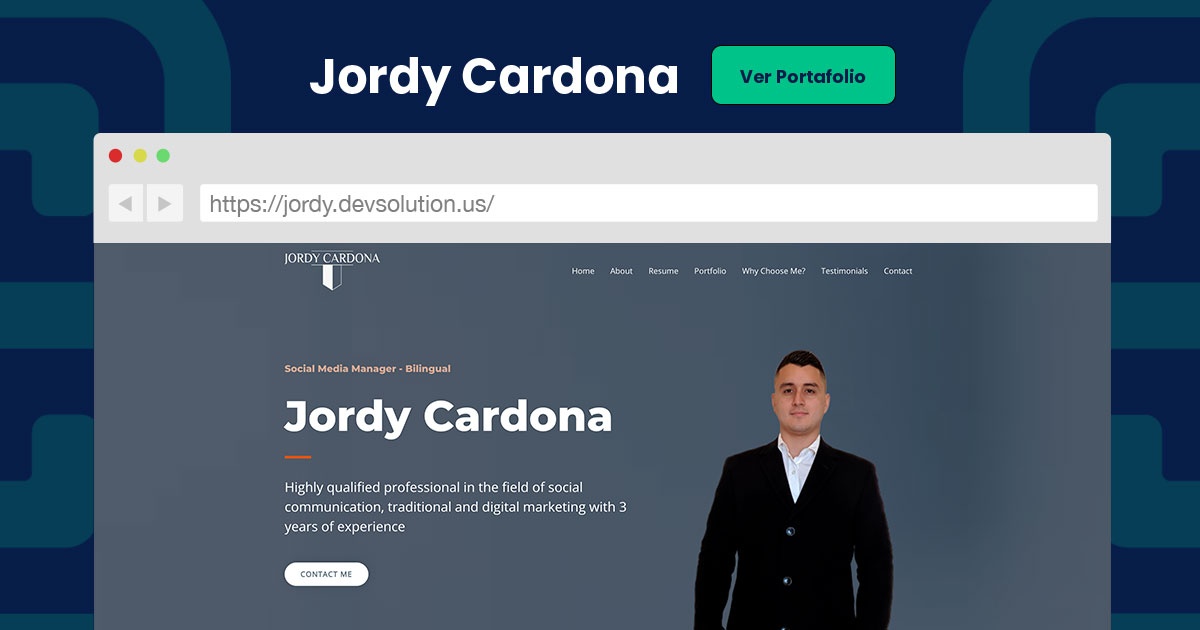 Jordy Cardona
Ver Portafolio
https://jordy.devsolution.us/
JORDY CARDONA
Home About Resume Portfolio Why Choose Me? Testimonials Contact
Social Media Manager - Bilingual
Jordy Cardona
Highly qualified professional in the field of social
communication, traditional and digital marketing with 3
years of experience
CONTACT ME